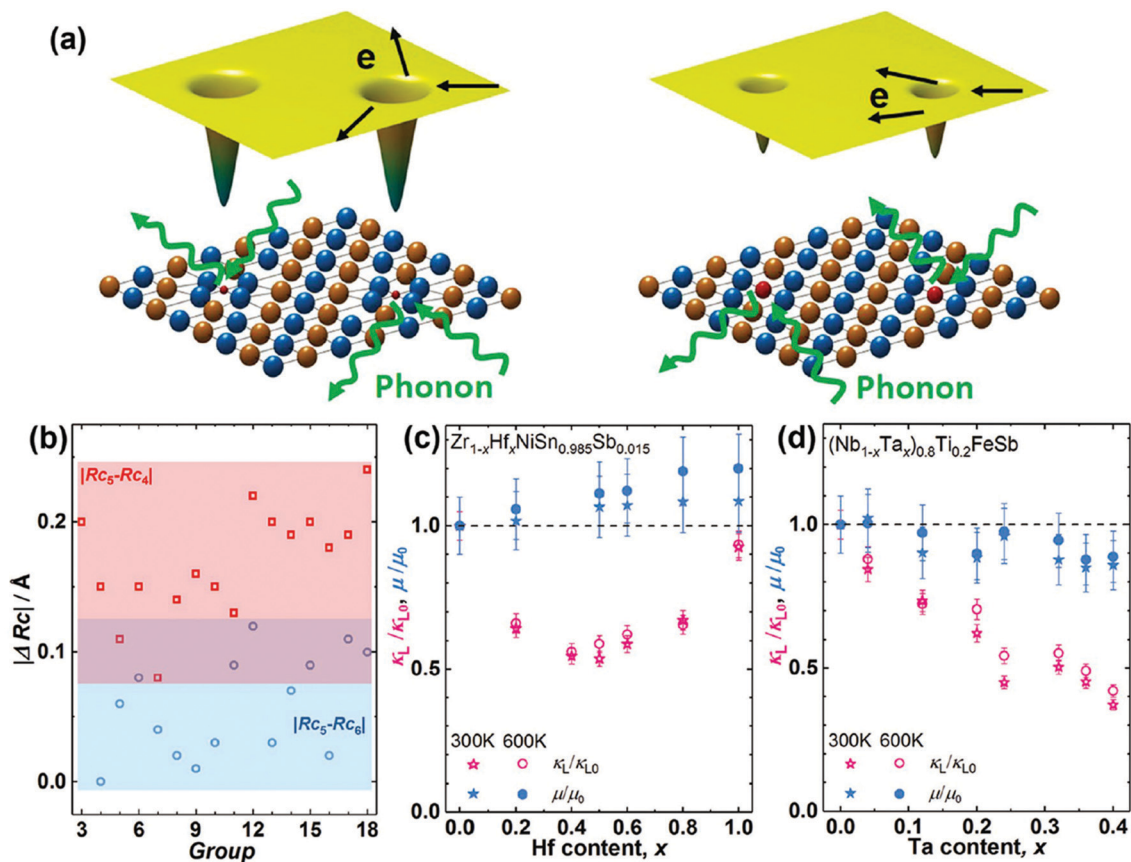 (a)
e
e
Phonon
Phonon
(b)
|Rc₅-Rc₄|
|Rc₅-Rc₆|
|ΔRc| / Å
0.2
0.1
0.0
3 6 9 12 15 18
Group
(c)
Zr₁₋ₓHfₓNiSn₀.₉₈₅Sb₀.₀₁₅
κL/κL0, μ/μ0
1.0
0.5
0.0
300K 600K
κL/κL0
μ/μ0
0.0 0.2 0.4 0.6 0.8 1.0
Hf content, x
(d)
(Nb₁₋ₓTaₓ)₀.₈Ti₀.₂FeSb
κL/κL0, μ/μ0
1.0
0.5
0.0
300K 600K
κL/κL0
μ/μ0
0.0 0.1 0.2 0.3 0.4
Ta content, x